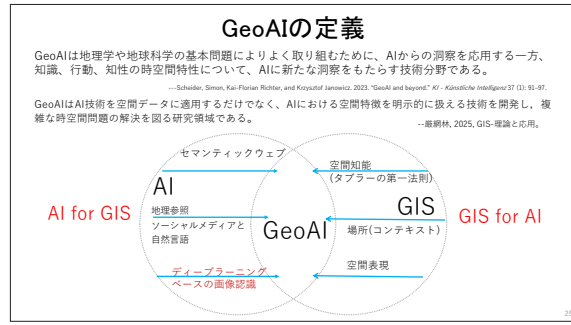 GeoAIの定義
GeoAIは地理学や地球科学の基本問題によりよく取り組むために、AIからの洞察を応用する一方、
知識、行動、知性の時空間特性について、AIに新たな洞察をもたらす技術分野である。
---Scheider, Simon, Kai-Florian Richter, and Krzysztof Janowicz. 2023. “GeoAI and beyond.” KI - Künstliche Intelligenz 37 (1): 91-97.
GeoAIはAI技術を空間データに適用するだけでなく、AIにおける空間特徴を明示的に扱える技術を開発し、複
雑な時空間問題の解決を図る研究領域である。
--厳網林, 2025, GIS-理論と応用。
セマンティックウェブ
空間知能
(タブラーの第一法則)
AI
GIS
AI for GIS
地理参照
ソーシャルメディアと
自然言語
GeoAI
場所(コンテキスト)
GIS for AI
ディープラーニング
ベースの画像認識
空間表現
25